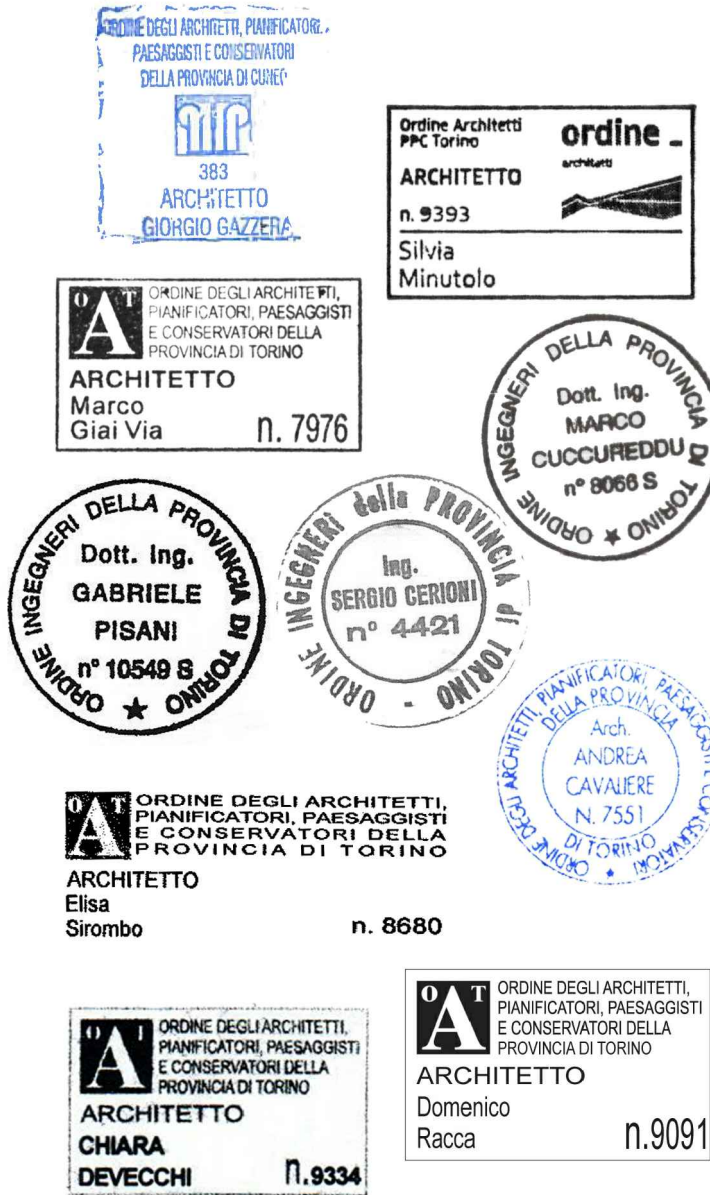 ORDINE DEGLI ARCHITETTI, PIANIFICATORI,
PAESAGGISTI E CONSERVATORI
DELLA PROVINCIA DI CUNEO
383
ARCHITETTO
GIORGIO GAZZERA
Ordine Architetti
PPC Torino
ordine
architetti
ARCHITETTO
n. 9393
Silvia
Minutolo
O A T
ORDINE DEGLI ARCHITETTI,
PIANIFICATORI, PAESAGGISTI
E CONSERVATORI DELLA
PROVINCIA DI TORINO
ARCHITETTO
Marco
Giai Via n. 7976
ORDINE INGEGNERI DELLA PROVINCIA DI TORINO
Dott. Ing.
MARCO
CUCCUREDDU
n° 8066 S
ORDINE INGEGNERI DELLA PROVINCIA DI TORINO
Dott. Ing.
GABRIELE
PISANI
n° 10549 S
ORDINE INGEGNERI della PROVINCIA di TORINO
Ing.
SERGIO CERIONI
n° 4421
ORDINE DEGLI ARCHITETTI, PIANIFICATORI PAESAGGISTI E CONSERVATORI
DELLA PROVINCIA
Arch.
ANDREA
CAVALIERE
N. 7551
DI TORINO
O A T
ORDINE DEGLI ARCHITETTI,
PIANIFICATORI, PAESAGGISTI
E CONSERVATORI DELLA
PROVINCIA DI TORINO
ARCHITETTO
Elisa
Sirombo n. 8680
O A T
ORDINE DEGLI ARCHITETTI,
PIANIFICATORI, PAESAGGISTI
E CONSERVATORI DELLA
PROVINCIA DI TORINO
ARCHITETTO
CHIARA
DEVECCHI n.9334
O A T
ORDINE DEGLI ARCHITETTI,
PIANIFICATORI, PAESAGGISTI
E CONSERVATORI DELLA
PROVINCIA DI TORINO
ARCHITETTO
Domenico
Racca n.9091